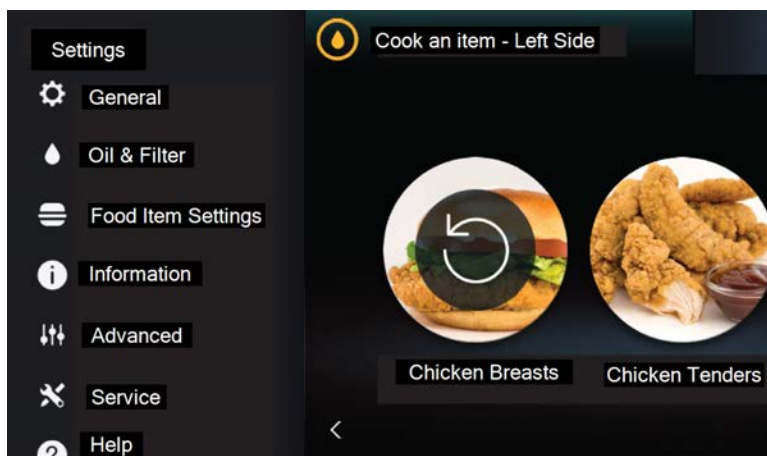 Settings
General
Oil & Filter
Food Item Settings
Information
Advanced
Service
Help
Cook an item - Left Side
Chicken Breasts
Chicken Tenders